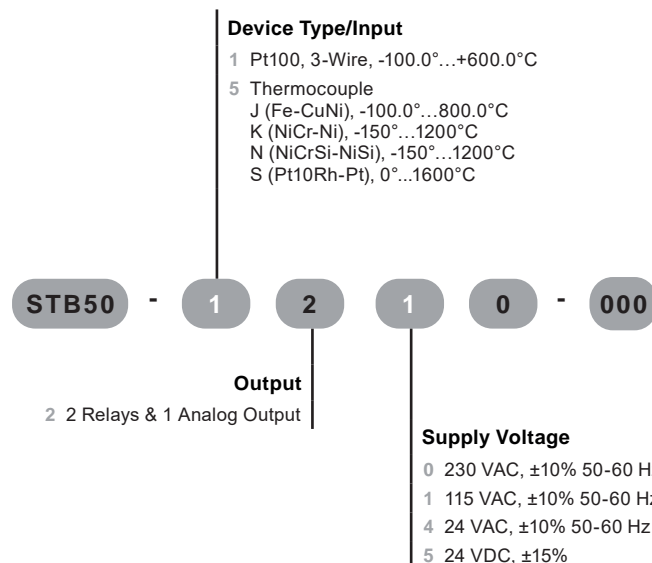 Device Type/Input
1 Pt100, 3-Wire, -100.0°…+600.0°C
5 Thermocouple
J (Fe-CuNi), -100.0°…800.0°C
K (NiCr-Ni), -150°…1200°C
N (NiCrSi-NiSi), -150°…1200°C
S (Pt10Rh-Pt), 0°...1600°C
STB50 - 1 2 1 0 - 000
Output
2 2 Relays & 1 Analog Output
Supply Voltage
0 230 VAC, ±10% 50-60 H
1 115 VAC, ±10% 50-60 Hz
4 24 VAC, ±10% 50-60 Hz
5 24 VDC, ±15%